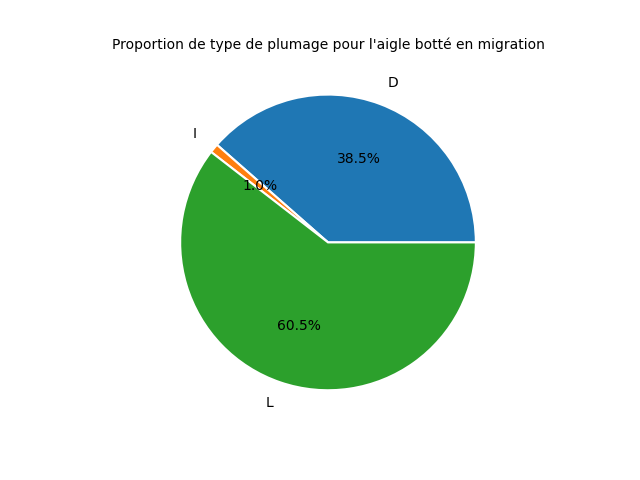 Proportion de type de plumage pour l'aigle botté en migration
D
I
38.5%
1.0%
60.5%
L